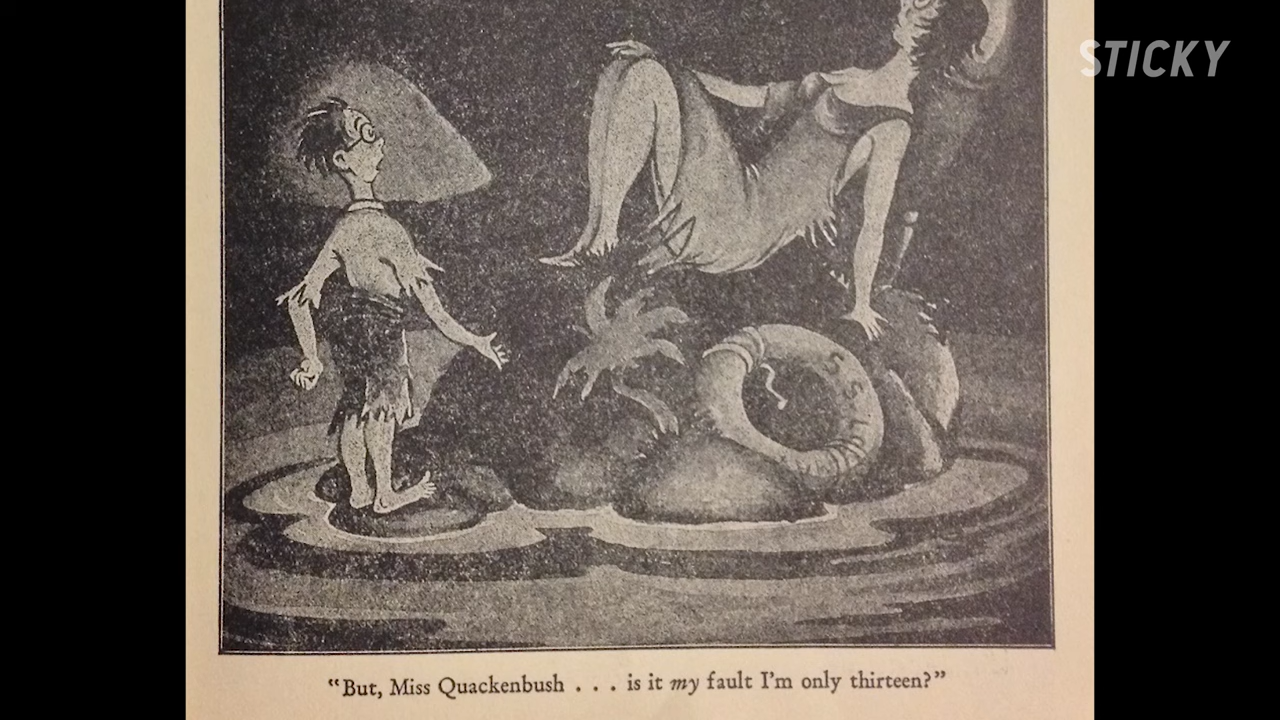 STICKY
S S
"But, Miss Quackenbush . . . is it my fault I'm only thirteen?"